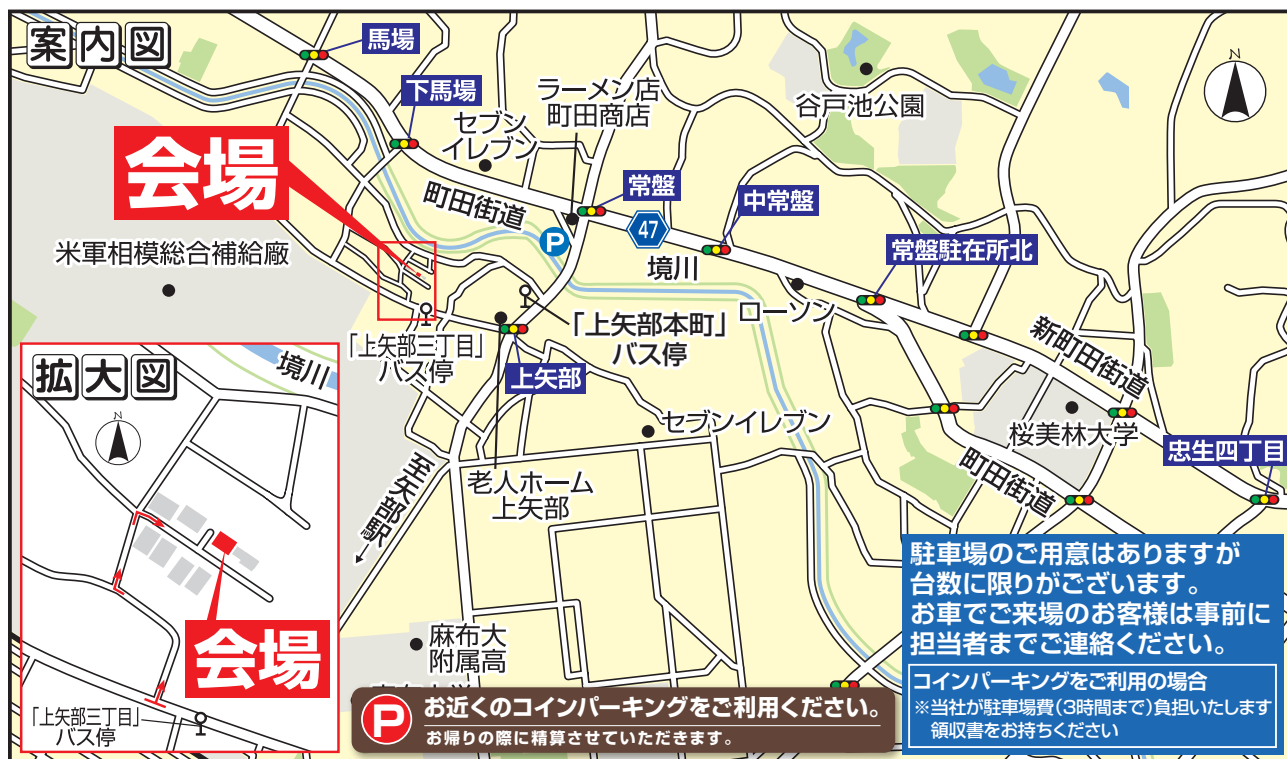 案内図
馬場
下馬場
ラーメン店
町田商店
セブン
イレブン
谷戸池公園
N
会場
町田街道
常盤
47
中常盤
P
境川
常盤駐在所北
米軍相模総合補給廠
ローソン
「上矢部本町」
バス停
「上矢部三丁目」
バス停
上矢部
新町田街道
セブンイレブン
桜美林大学
忠生四丁目
町田街道
老人ホーム
上矢部
至矢部駅
麻布大
附属高
拡大図
境川
N
会場
「上矢部三丁目」
バス停
P
お近くのコインパーキングをご利用ください。
お帰りの際に精算させていただきます。
駐車場のご用意はありますが
台数に限りがございます。
お車でご来場のお客様は事前に
担当者までご連絡ください。
コインパーキングをご利用の場合
※当社が駐車場費(3時間まで)負担いたします
領収書をお持ちください